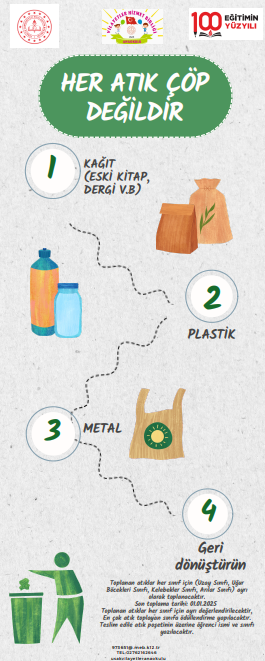 100 EĞİTİMİN
YÜZYILI
HER ATIK ÇÖP
DEĞİLDİR
1
KAĞIT
(ESKİ KİTAP,
DERGİ V.B)
2
PLASTİK
3
METAL
4
Geri
dönüştürün
Toplanan atıklar her sınıf için (Uzay Sınıfı, Uğur
Böcekleri Sınıfı, Kelebekler Sınıfı, Arılar Sınıfı) ayrı
olarak toplanacaktır.
Son toplama tarihi: 01.01.2025
Toplanan atıklar her sınıf için ayrı değerlendirilecektir,
En çok atık toplayan sınıfa ödüllendirme yapılacaktır.
Teslim edilen atık poşetinin üzerine öğrenci ismi ve sınıfı
yazılacaktır.